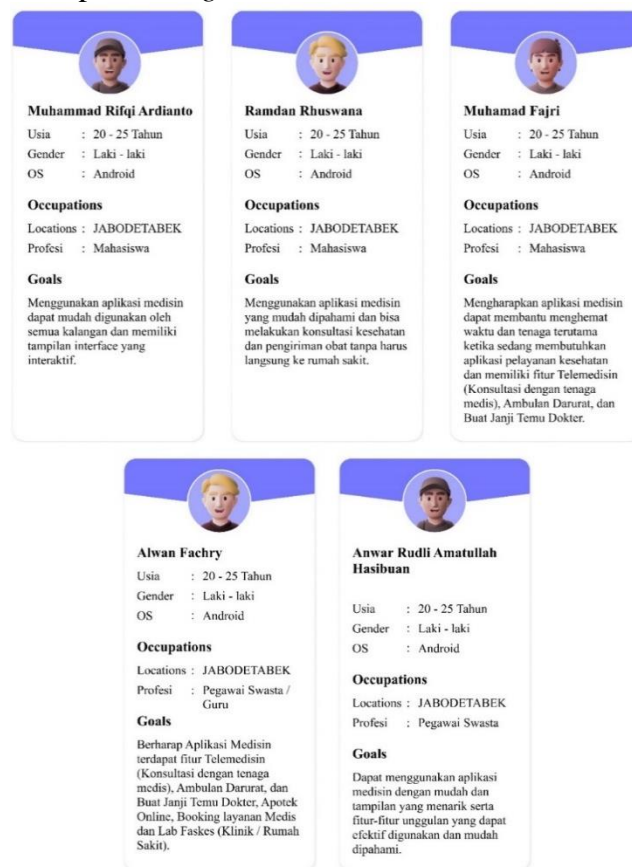 Muhammad Rifqi Ardianto
Usia : 20 - 25 Tahun
Gender : Laki - laki
OS : Android
Occupations
Locations : JABODETABEK
Profesi : Mahasiswa
Goals
Menggunakan aplikasi medisin
dapat mudah digunakan oleh
semua kalangan dan memiliki
tampilan interface yang
interaktif.
Ramdan Rhuswana
Usia : 20 - 25 Tahun
Gender : Laki - laki
OS : Android
Occupations
Locations : JABODETABEK
Profesi : Mahasiswa
Goals
Menggunakan aplikasi medisin
yang mudah dipahami dan bisa
melakukan konsultasi kesehatan
dan pengiriman obat tanpa harus
langsung ke rumah sakit.
Muhamad Fajri
Usia : 20 - 25 Tahun
Gender : Laki - laki
OS : Android
Occupations
Locations : JABODETABEK
Profesi : Mahasiswa
Goals
Mengharapkan aplikasi medisin
dapat membantu menghemat
waktu dan tenaga terutama
ketika sedang membutuhkan
aplikasi pelayanan kesehatan
dan memiliki fitur Telemedisin
(Konsultasi dengan tenaga
medis), Ambulan Darurat, dan
Buat Janji Temu Dokter.
Alwan Fachry
Usia : 20 - 25 Tahun
Gender : Laki - laki
OS : Android
Occupations
Locations : JABODETABEK
Profesi : Pegawai Swasta /
Guru
Goals
Berharap Aplikasi Medisin
terdapat fitur Telemedisin
(Konsultasi dengan tenaga
medis), Ambulan Darurat, dan
Buat Janji Temu Dokter, Apotek
Online, Booking layanan Medis
dan Lab Faskes (Klinik / Rumah
Sakit).
Anwar Rudli Amatullah
Hasibuan
Usia : 20 - 25 Tahun
Gender : Laki - laki
OS : Android
Occupations
Locations : JABODETABEK
Profesi : Pegawai Swasta
Goals
Dapat menggunakan aplikasi
medisin dengan mudah dan
tampilan yang menarik serta
fitur-fitur unggulan yang dapat
efektif digunakan dan mudah
dipahami.